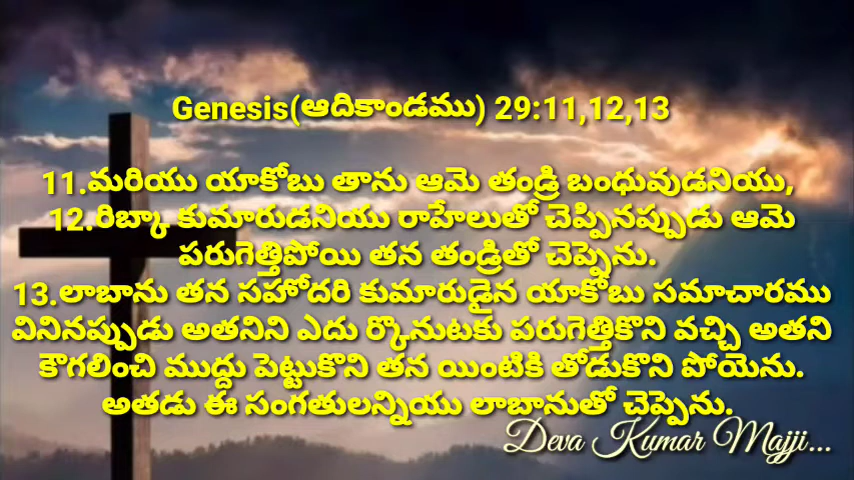 Genesis(ఆదికాండము) 29:11,12,13
11.మరియు యాకోబు తాను ఆమె తండ్రి బంధువుడనియు,
12.రిబ్కా కుమారుడనియు రాహేలుతో చెప్పినప్పుడు ఆమె
పరుగెత్తిపోయి తన తండ్రితో చెప్పెను.
13.లాబాను తన సహోదరి కుమారుడైన యాకోబు సమాచారము
వినినప్పుడు అతనిని ఎదు ర్కొనుటకు పరుగెత్తికొని వచ్చి అతని
కౌగలించి ముద్దు పెట్టుకొని తన యింటికి తోడుకొని పోయెను.
అతడు ఈ సంగతులన్నియు లాబానుతో చెప్పెను.
Deva Kumar Majji...